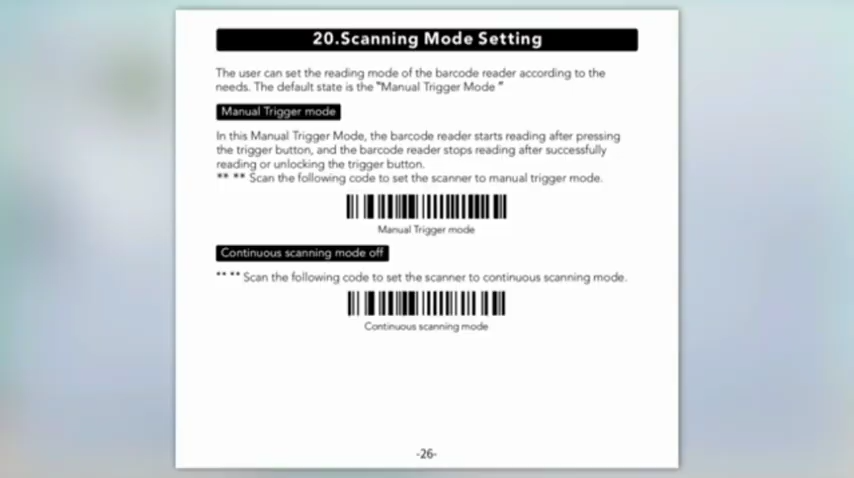 20.Scanning Mode Setting
The user can set the reading mode of the barcode reader according to the
needs. The default state is the "Manual Trigger Mode "
Manual Trigger mode
In this Manual Trigger Mode, the barcode reader starts reading after pressing
the trigger button, and the barcode reader stops reading after successfully
reading or unlocking the trigger button.
** ** Scan the following code to set the scanner to manual trigger mode.
Manual Trigger mode
Continuous scanning mode off
** ** Scan the following code to set the scanner to continuous scanning mode.
Continuous scanning mode
-26-